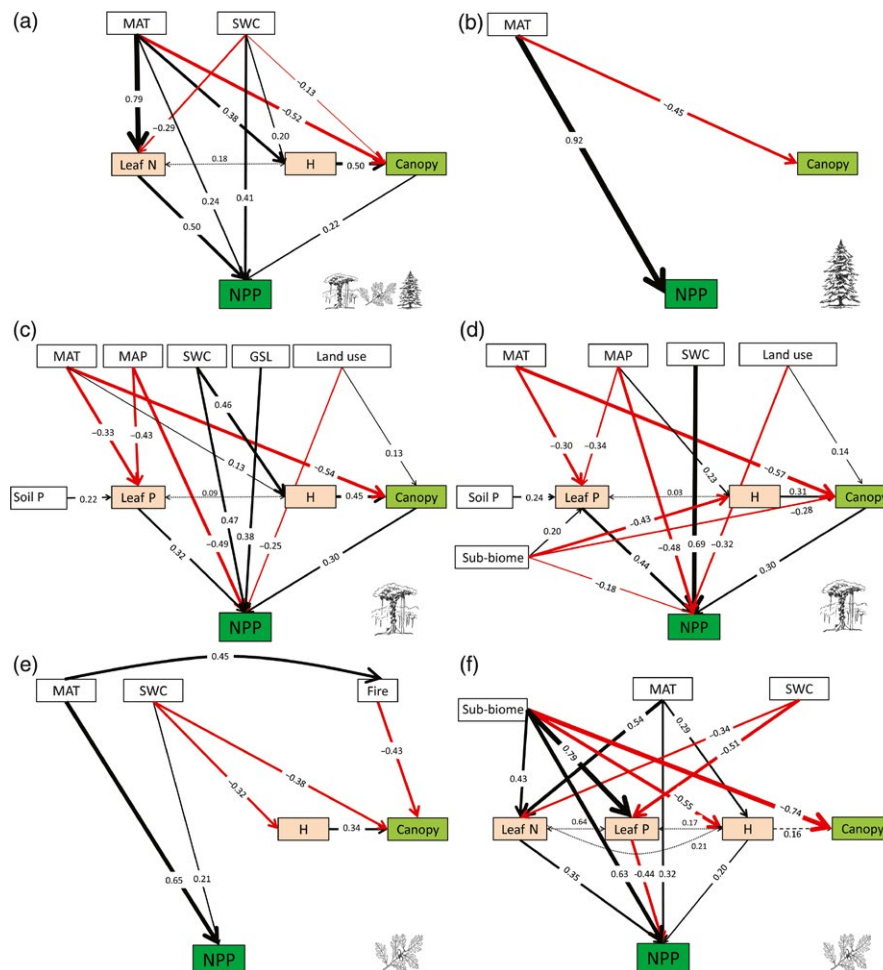 (a)
MAT SWC
0.79 −0.29 0.38 −0.52 −0.13
0.20
Leaf N 0.18 H 0.50 Canopy
0.24 0.41
0.50 0.22
NPP
(b)
MAT
−0.45
0.92
Canopy
NPP
(c)
MAT MAP SWC GSL Land use
0.46
−0.33 −0.43 0.13 −0.54 0.13
Soil P 0.22 Leaf P 0.09 H 0.45 Canopy
0.47 0.38 −0.25
0.32 −0.49 0.30
NPP
(d)
MAT MAP SWC Land use
−0.30 −0.34 −0.57 0.14
0.23
Soil P 0.24 Leaf P 0.03 H 0.31 Canopy
0.20 −0.43 −0.28
Sub-biome 0.44 −0.48 0.69 −0.32
−0.18 0.30
NPP
(e)
0.45
MAT SWC Fire
−0.43
−0.32 −0.38
H 0.34 Canopy
0.65 0.21
NPP
(f)
Sub-biome MAT SWC
0.54 0.29 −0.34
0.43 0.79 −0.51
−0.55 −0.74
Leaf N 0.64 Leaf P 0.17 H 0.16 Canopy
0.21
0.35 0.63 -0.44 0.32 0.20
NPP